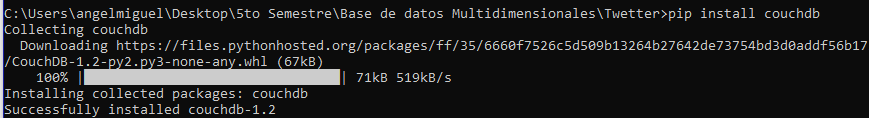 C:\Users\angelmiguel\Desktop\5to Semestre\Base de datos Multidimensionales\Twetter>pip install couchdb
Collecting couchdb
  Downloading https://files.pythonhosted.org/packages/ff/35/6660f7526c5d509b13264b27642de73754bd3d0addf56b17
/CouchDB-1.2-py2.py3-none-any.whl (67kB)
    100% |████████████████████████████████| 71kB 519kB/s
Installing collected packages: couchdb
Successfully installed couchdb-1.2